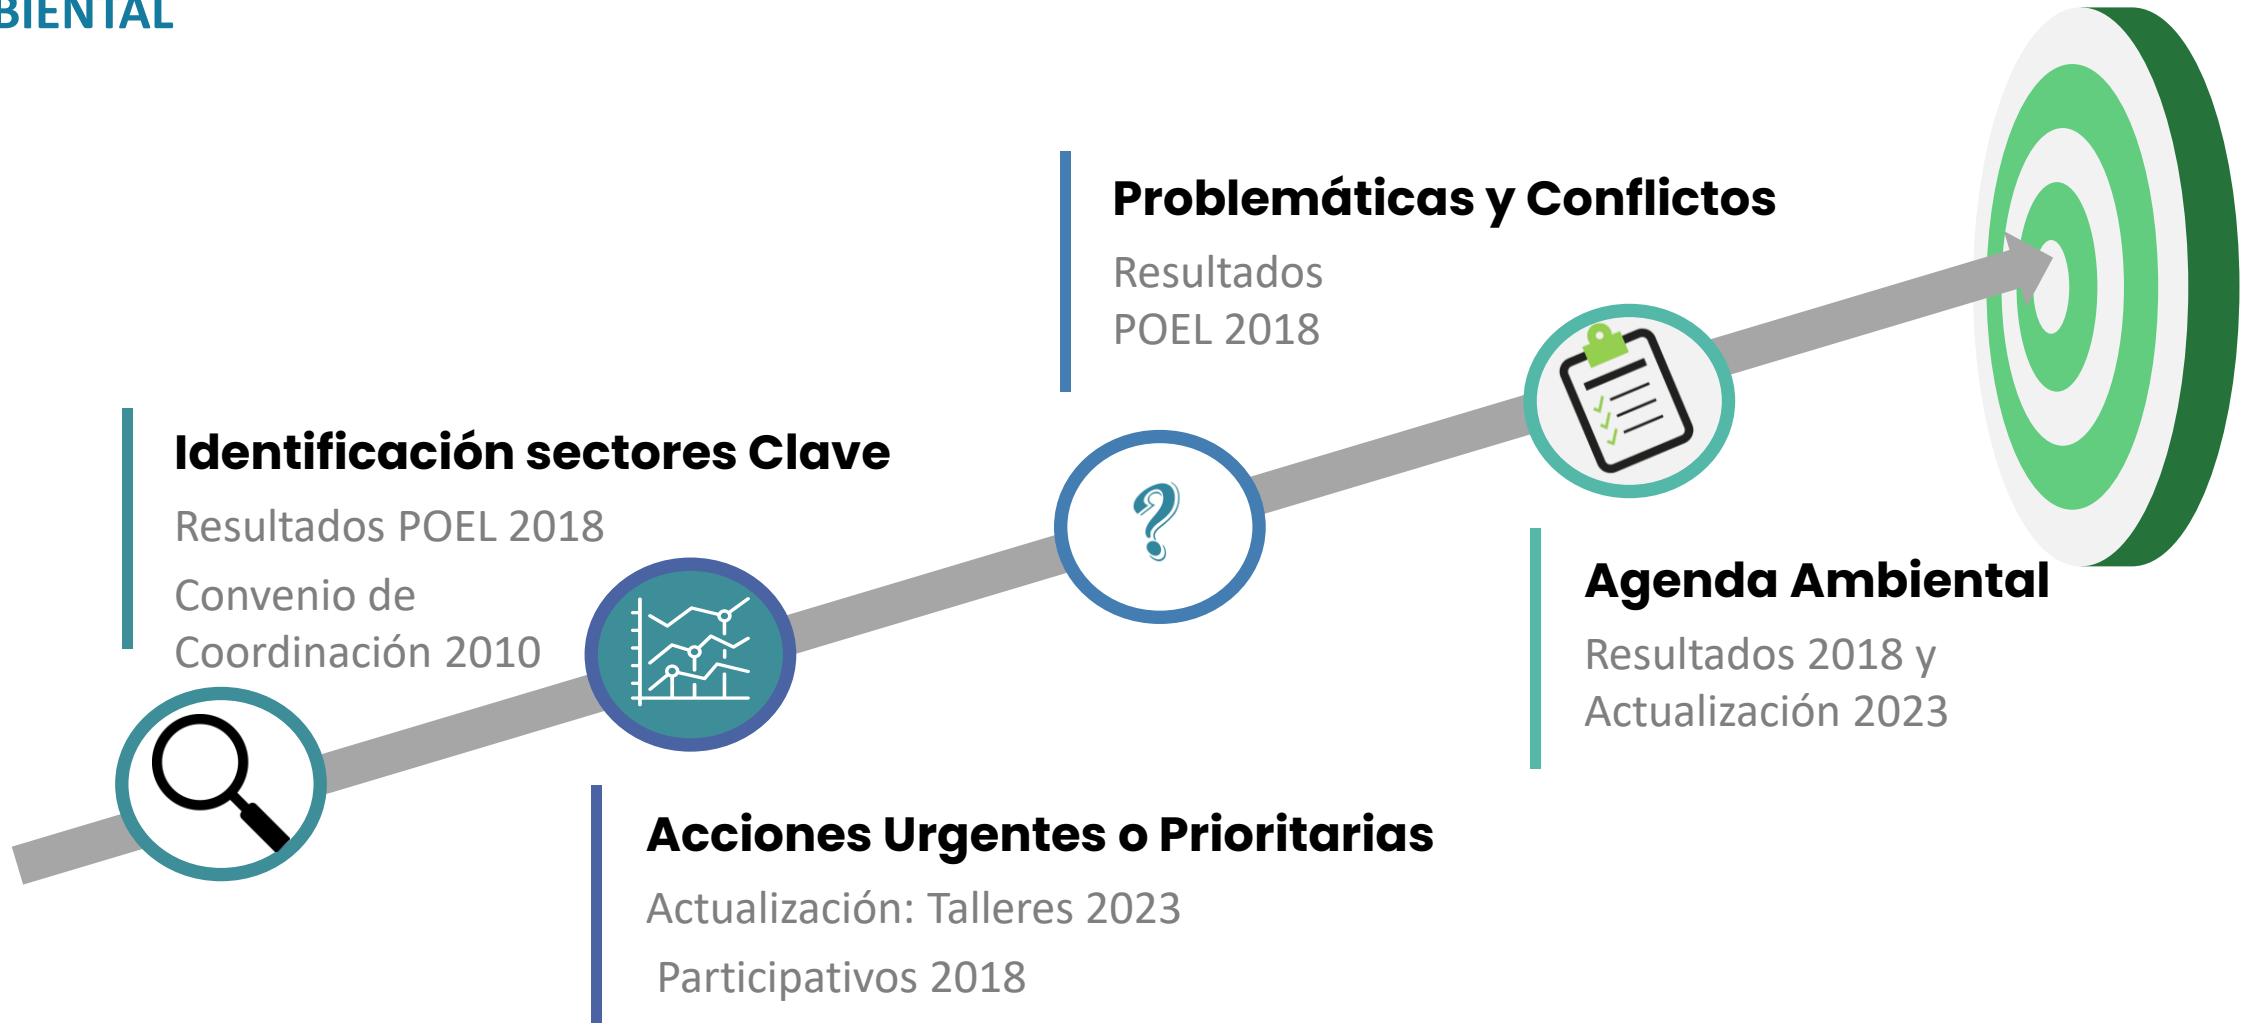 BIENTAL
Problemáticas y Conflictos
Resultados
POEL 2018
Identificación sectores Clave
Resultados POEL 2018
Convenio de
Coordinación 2010
Agenda Ambiental
Resultados 2018 y
Actualización 2023
Acciones Urgentes o Prioritarias
Actualización: Talleres 2023
Participativos 2018